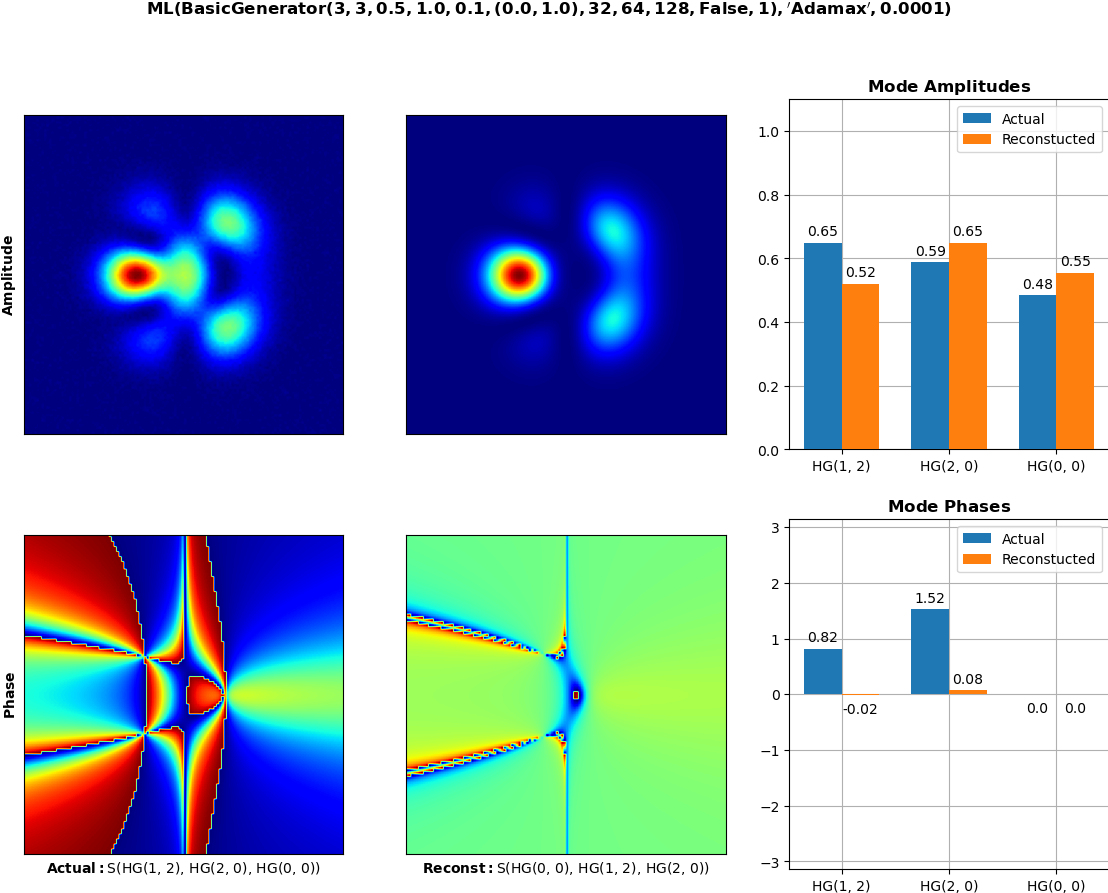 ML(BasicGenerator(3, 3, 0.5, 1.0, 0.1, (0.0, 1.0), 32, 64, 128, False, 1), ′Adamax′, 0.0001)
Amplitude
Mode Amplitudes
Actual
Reconstucted
1.0
0.8
0.6
0.4
0.2
0.0
0.65
0.52
0.59
0.65
0.48
0.55
HG(1, 2)
HG(2, 0)
HG(0, 0)
Phase
Actual: S(HG(1, 2), HG(2, 0), HG(0, 0))
Reconst: S(HG(0, 0), HG(1, 2), HG(2, 0))
Mode Phases
Actual
Reconstucted
3
2
1
0
−1
−2
−3
0.82
-0.02
1.52
0.08
0.0
0.0
HG(1, 2)
HG(2, 0)
HG(0, 0)